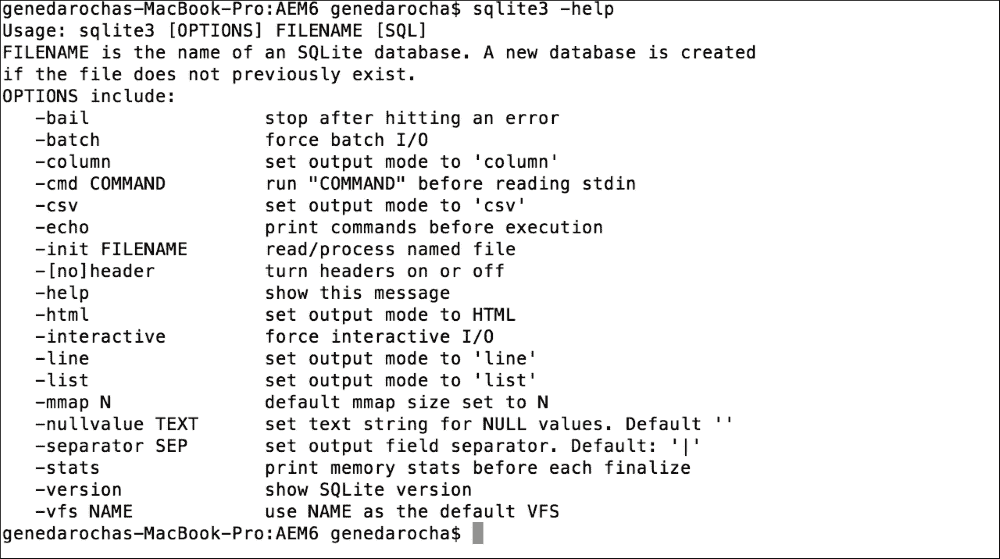 genedarochas-MacBook-Pro:AEM6 genedarocha$ sqlite3 -help
Usage: sqlite3 [OPTIONS] FILENAME [SQL]
FILENAME is the name of an SQLite database. A new database is created
if the file does not previously exist.
OPTIONS include:
   -bail                stop after hitting an error
   -batch               force batch I/O
   -column              set output mode to 'column'
   -cmd COMMAND         run "COMMAND" before reading stdin
   -csv                 set output mode to 'csv'
   -echo                print commands before execution
   -init FILENAME       read/process named file
   -[no]header          turn headers on or off
   -help                show this message
   -html                set output mode to HTML
   -interactive         force interactive I/O
   -line                set output mode to 'line'
   -list                set output mode to 'list'
   -mmap N              default mmap size set to N
   -nullvalue TEXT      set text string for NULL values. Default ''
   -separator SEP       set output field separator. Default: '|'
   -stats               print memory stats before each finalize
   -version             show SQLite version
   -vfs NAME            use NAME as the default VFS
genedarochas-MacBook-Pro:AEM6 genedarocha$